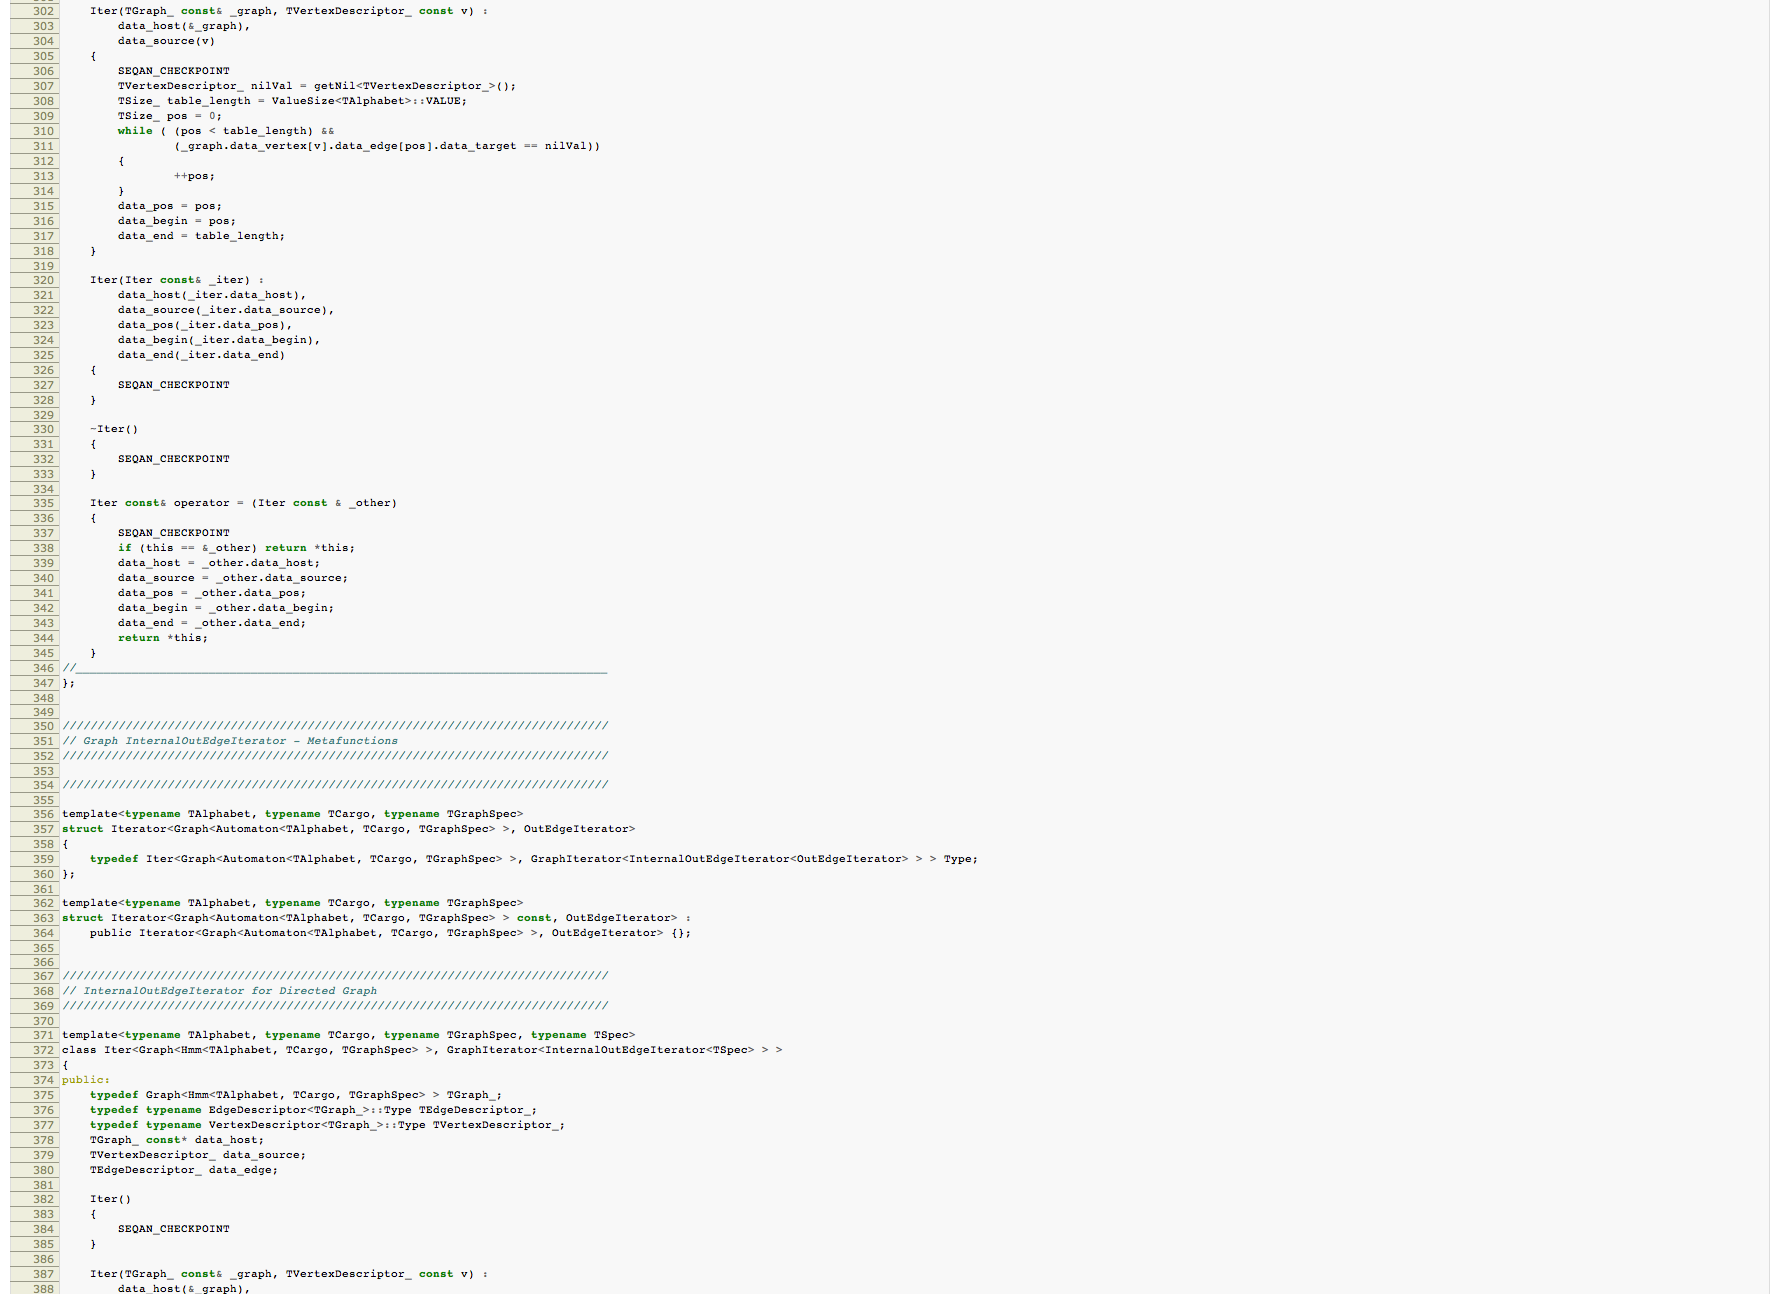 302 Iter(TGraph_ const& _graph, TVertexDescriptor_ const v) :
303 data_host(&_graph),
304 data_source(v)
305 {
306 SEQAN_CHECKPOINT
307 TVertexDescriptor_ nilVal = getNil<TVertexDescriptor_>();
308 TSize_ table_length = ValueSize<TAlphabet>::VALUE;
309 TSize_ pos = 0;
310 while ( (pos < table_length) &&
311 (_graph.data_vertex[v].data_edge[pos].data_target == nilVal))
312 {
313 ++pos;
314 }
315 data_pos = pos;
316 data_begin = pos;
317 data_end = table_length;
318 }
319
320 Iter(Iter const& _iter) :
321 data_host(_iter.data_host),
322 data_source(_iter.data_source),
323 data_pos(_iter.data_pos),
324 data_begin(_iter.data_begin),
325 data_end(_iter.data_end)
326 {
327 SEQAN_CHECKPOINT
328 }
329
330 ~Iter()
331 {
332 SEQAN_CHECKPOINT
333 }
334
335 Iter const& operator = (Iter const & _other)
336 {
337 SEQAN_CHECKPOINT
338 if (this == &_other) return *this;
339 data_host = _other.data_host;
340 data_source = _other.data_source;
341 data_pos = _other.data_pos;
342 data_begin = _other.data_begin;
343 data_end = _other.data_end;
344 return *this;
345 }
346 //____________________________________________________________________________
347 };
348
349
350 //////////////////////////////////////////////////////////////////////////////
351 // Graph InternalOutEdgeIterator - Metafunctions
352 //////////////////////////////////////////////////////////////////////////////
353
354 //////////////////////////////////////////////////////////////////////////////
355
356 template<typename TAlphabet, typename TCargo, typename TGraphSpec>
357 struct Iterator<Graph<Automaton<TAlphabet, TCargo, TGraphSpec> >, OutEdgeIterator>
358 {
359 typedef Iter<Graph<Automaton<TAlphabet, TCargo, TGraphSpec> >, GraphIterator<InternalOutEdgeIterator<OutEdgeIterator> > > Type;
360 };
361
362 template<typename TAlphabet, typename TCargo, typename TGraphSpec>
363 struct Iterator<Graph<Automaton<TAlphabet, TCargo, TGraphSpec> > const, OutEdgeIterator> :
364 public Iterator<Graph<Automaton<TAlphabet, TCargo, TGraphSpec> >, OutEdgeIterator> {};
365
366
367 //////////////////////////////////////////////////////////////////////////////
368 // InternalOutEdgeIterator for Directed Graph
369 //////////////////////////////////////////////////////////////////////////////
370
371 template<typename TAlphabet, typename TCargo, typename TGraphSpec, typename TSpec>
372 class Iter<Graph<Hmm<TAlphabet, TCargo, TGraphSpec> >, GraphIterator<InternalOutEdgeIterator<TSpec> > >
373 {
374 public:
375 typedef Graph<Hmm<TAlphabet, TCargo, TGraphSpec> > TGraph_;
376 typedef typename EdgeDescriptor<TGraph_>::Type TEdgeDescriptor_;
377 typedef typename VertexDescriptor<TGraph_>::Type TVertexDescriptor_;
378 TGraph_ const* data_host;
379 TVertexDescriptor_ data_source;
380 TEdgeDescriptor_ data_edge;
381
382 Iter()
383 {
384 SEQAN_CHECKPOINT
385 }
386
387 Iter(TGraph_ const& _graph, TVertexDescriptor_ const v) :
388 data_host(&_graph),